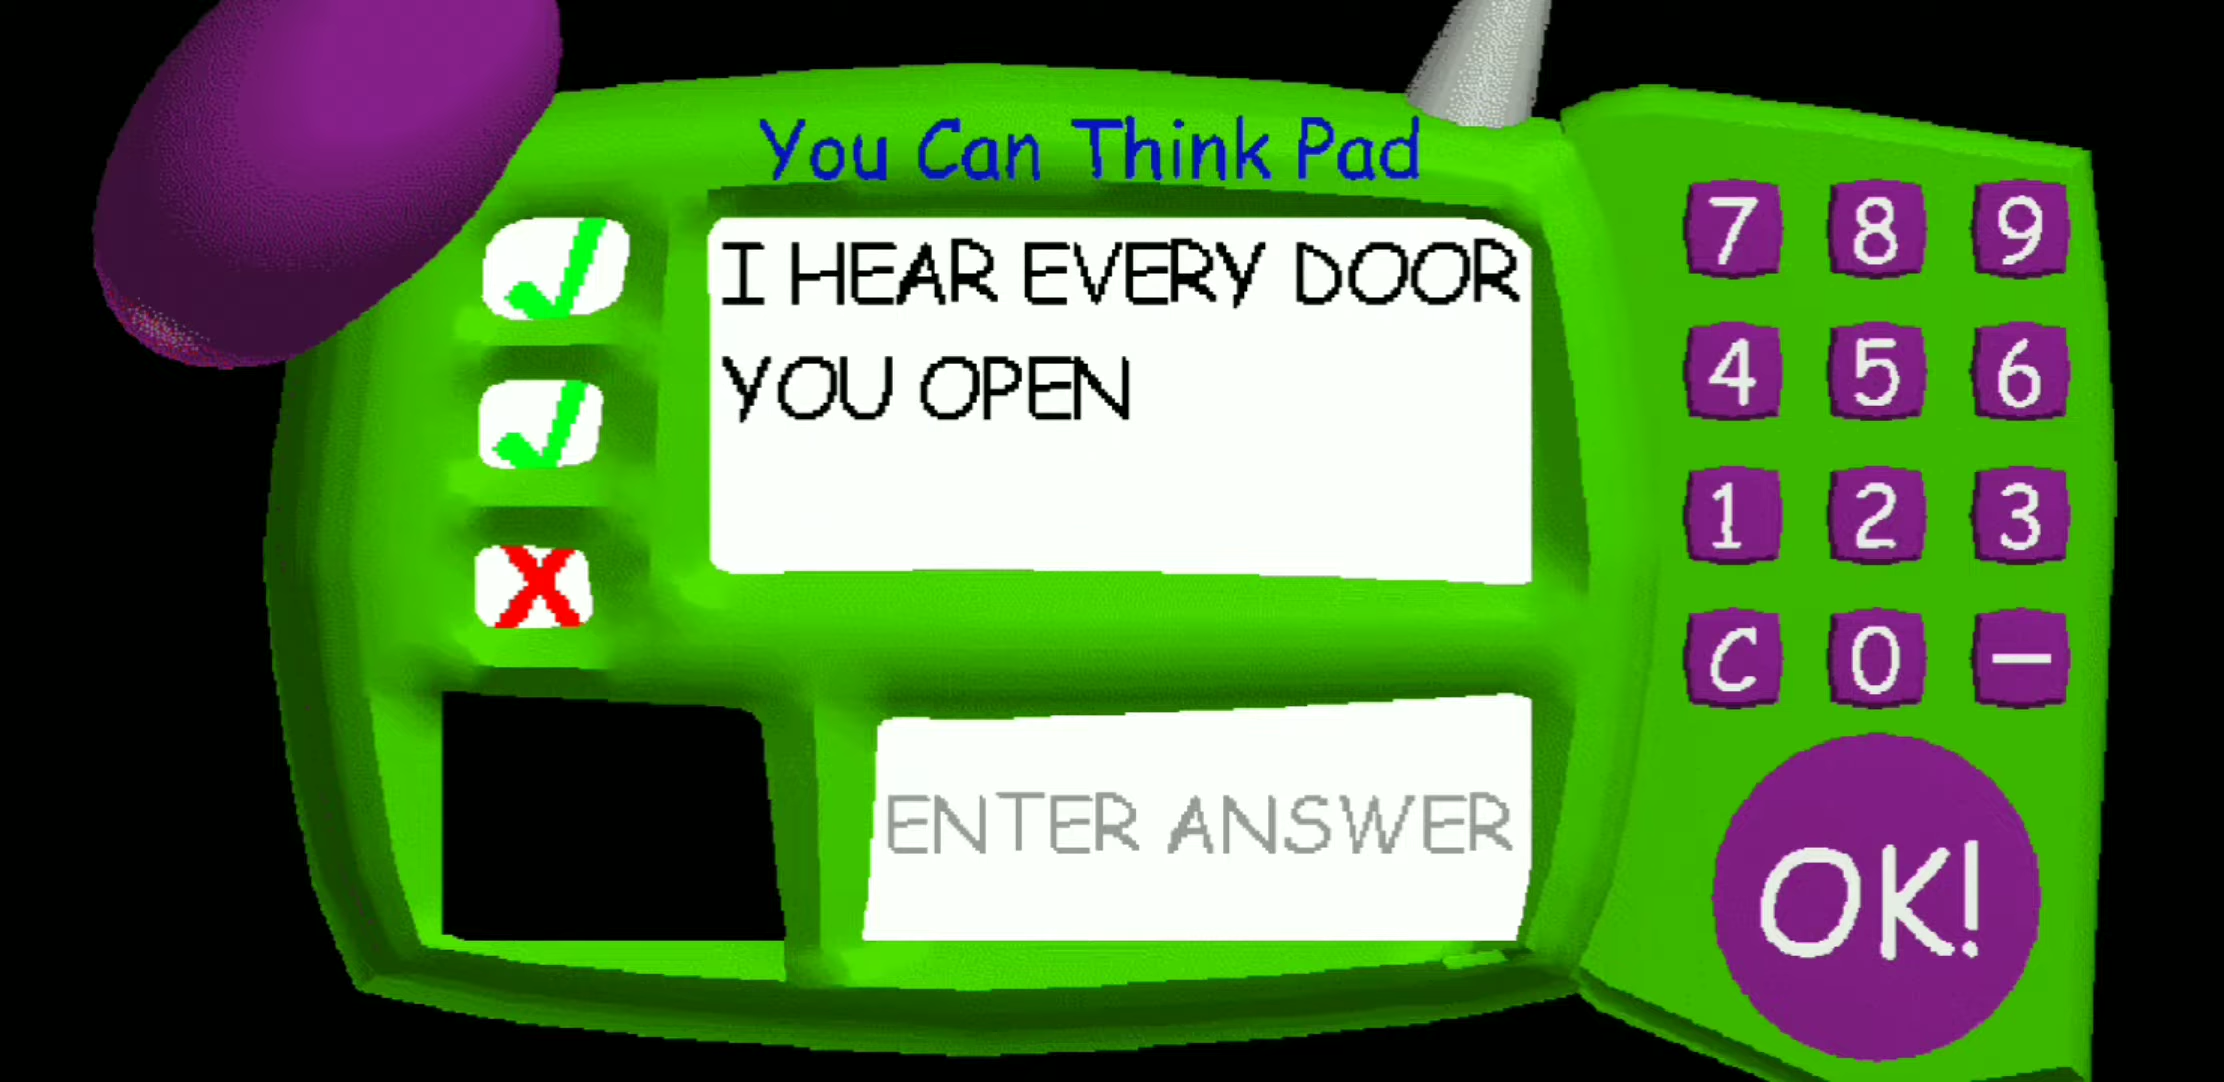 You Can Think Pad
I HEAR EVERY DOOR
YOU OPEN
ENTER ANSWER
7 8 9
4 5 6
1 2 3
C 0 –
OK!